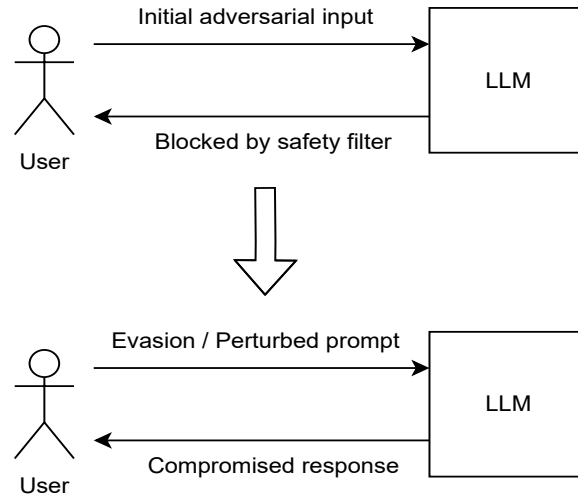 Initial adversarial input
LLM
Blocked by safety filter
User
Evasion / Perturbed prompt
LLM
Compromised response
User